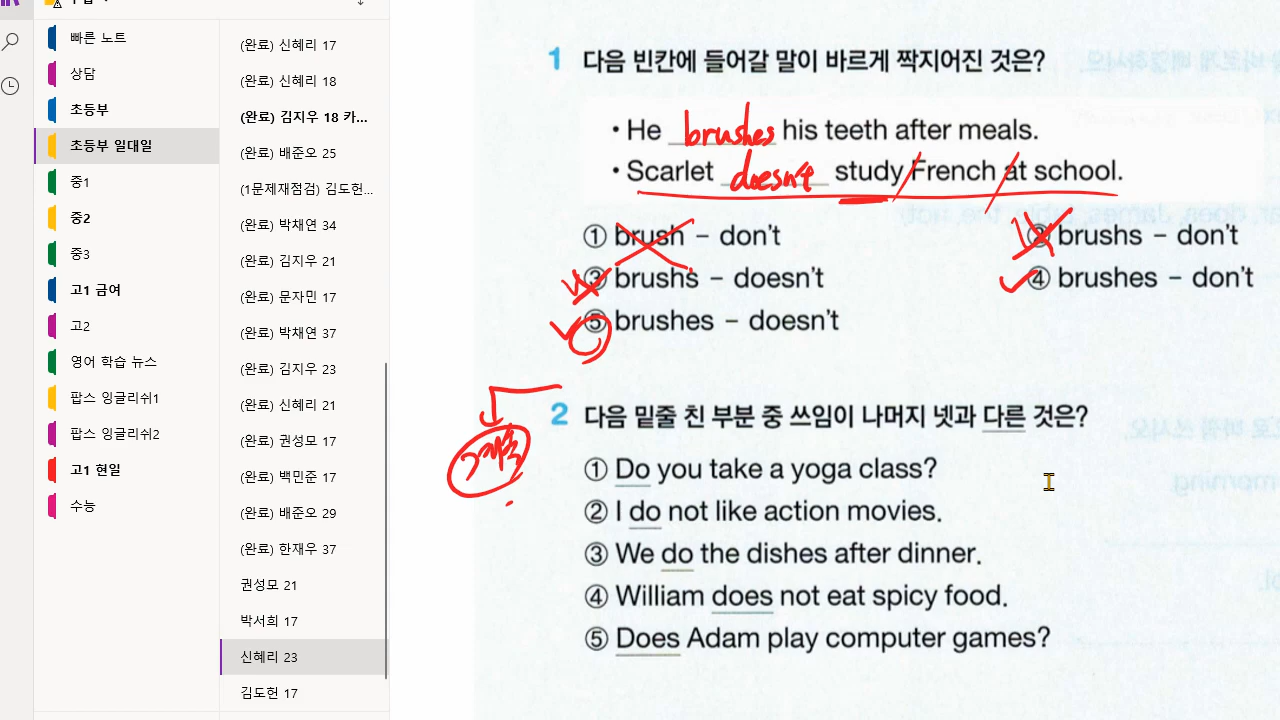 빠른 노트
상담
초등부
초등부 일대일
중1
중2
중3
고1 금여
고2
영어 학습 뉴스
팝스 잉글리쉬1
팝스 잉글리쉬2
고1 현일
수능
(완료) 신혜리 17
(완료) 신혜리 18
(완료) 김지우 18 카...
(완료) 배준오 25
(1문제재점검) 김도헌...
(완료) 박채연 34
(완료) 김지우 21
(완료) 문자민 17
(완료) 박채연 37
(완료) 김지우 23
(완료) 신혜리 21
(완료) 권성모 17
(완료) 백민준 17
(완료) 배준오 29
(완료) 한재우 37
권성모 21
박서희 17
신혜리 23
김도헌 17
1 다음 빈칸에 들어갈 말이 바르게 짝지어진 것은?
• He brushes his teeth after meals.
• Scarlet doesn't study French at school.
① brush – don't
② brushs – don't
③ brushs – doesn't
④ brushes – don't
⑤ brushes – doesn't
2 다음 밑줄 친 부분 중 쓰임이 나머지 넷과 다른 것은?
① Do you take a yoga class?
② I do not like action movies.
③ We do the dishes after dinner.
④ William does not eat spicy food.
⑤ Does Adam play computer games?